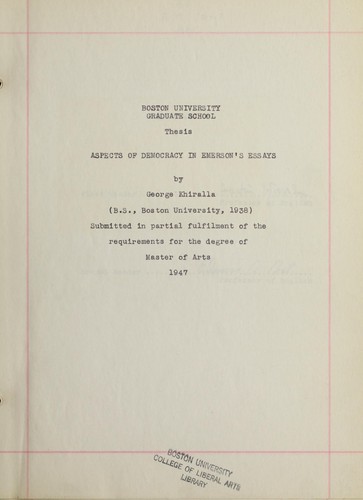 BOSTON UNIVERSITY
GRADUATE SCHOOL
Thesis
ASPECTS OF DEMOCRACY IN EMERSON'S ESSAYS
by
George Khiralla
(B.S., Boston University, 1938)
Submitted in partial fulfilment of the
requirements for the degree of
Master of Arts
1947
BOSTON UNIVERSITY
COLLEGE OF LIBERAL ARTS
LIBRARY